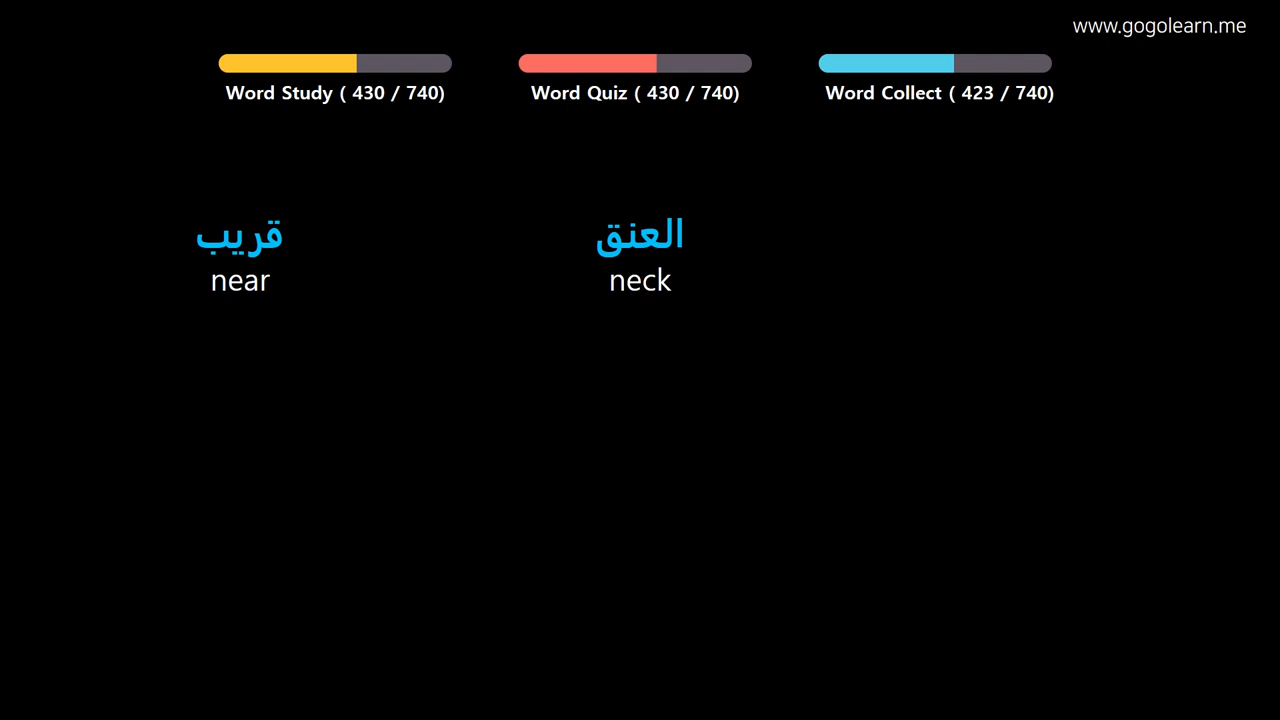 www.gogolearn.me
Word Study ( 430 / 740)
Word Quiz ( 430 / 740)
Word Collect ( 423 / 740)
قريب
near
العنق
neck